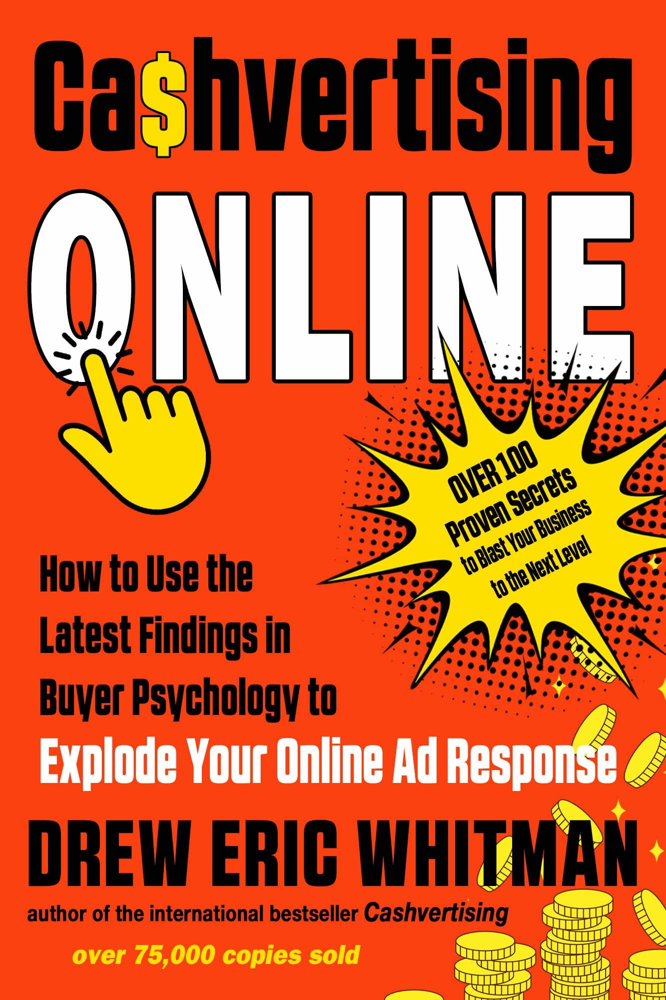 Ca$hvertising
ONLINE
OVER 100
Proven Secrets
to Blast Your Business
to the Next Level
How to Use the
Latest Findings in
Buyer Psychology to
Explode Your Online Ad Response
DREW ERIC WHITMAN
author of the international bestseller Cashvertising
over 75,000 copies sold